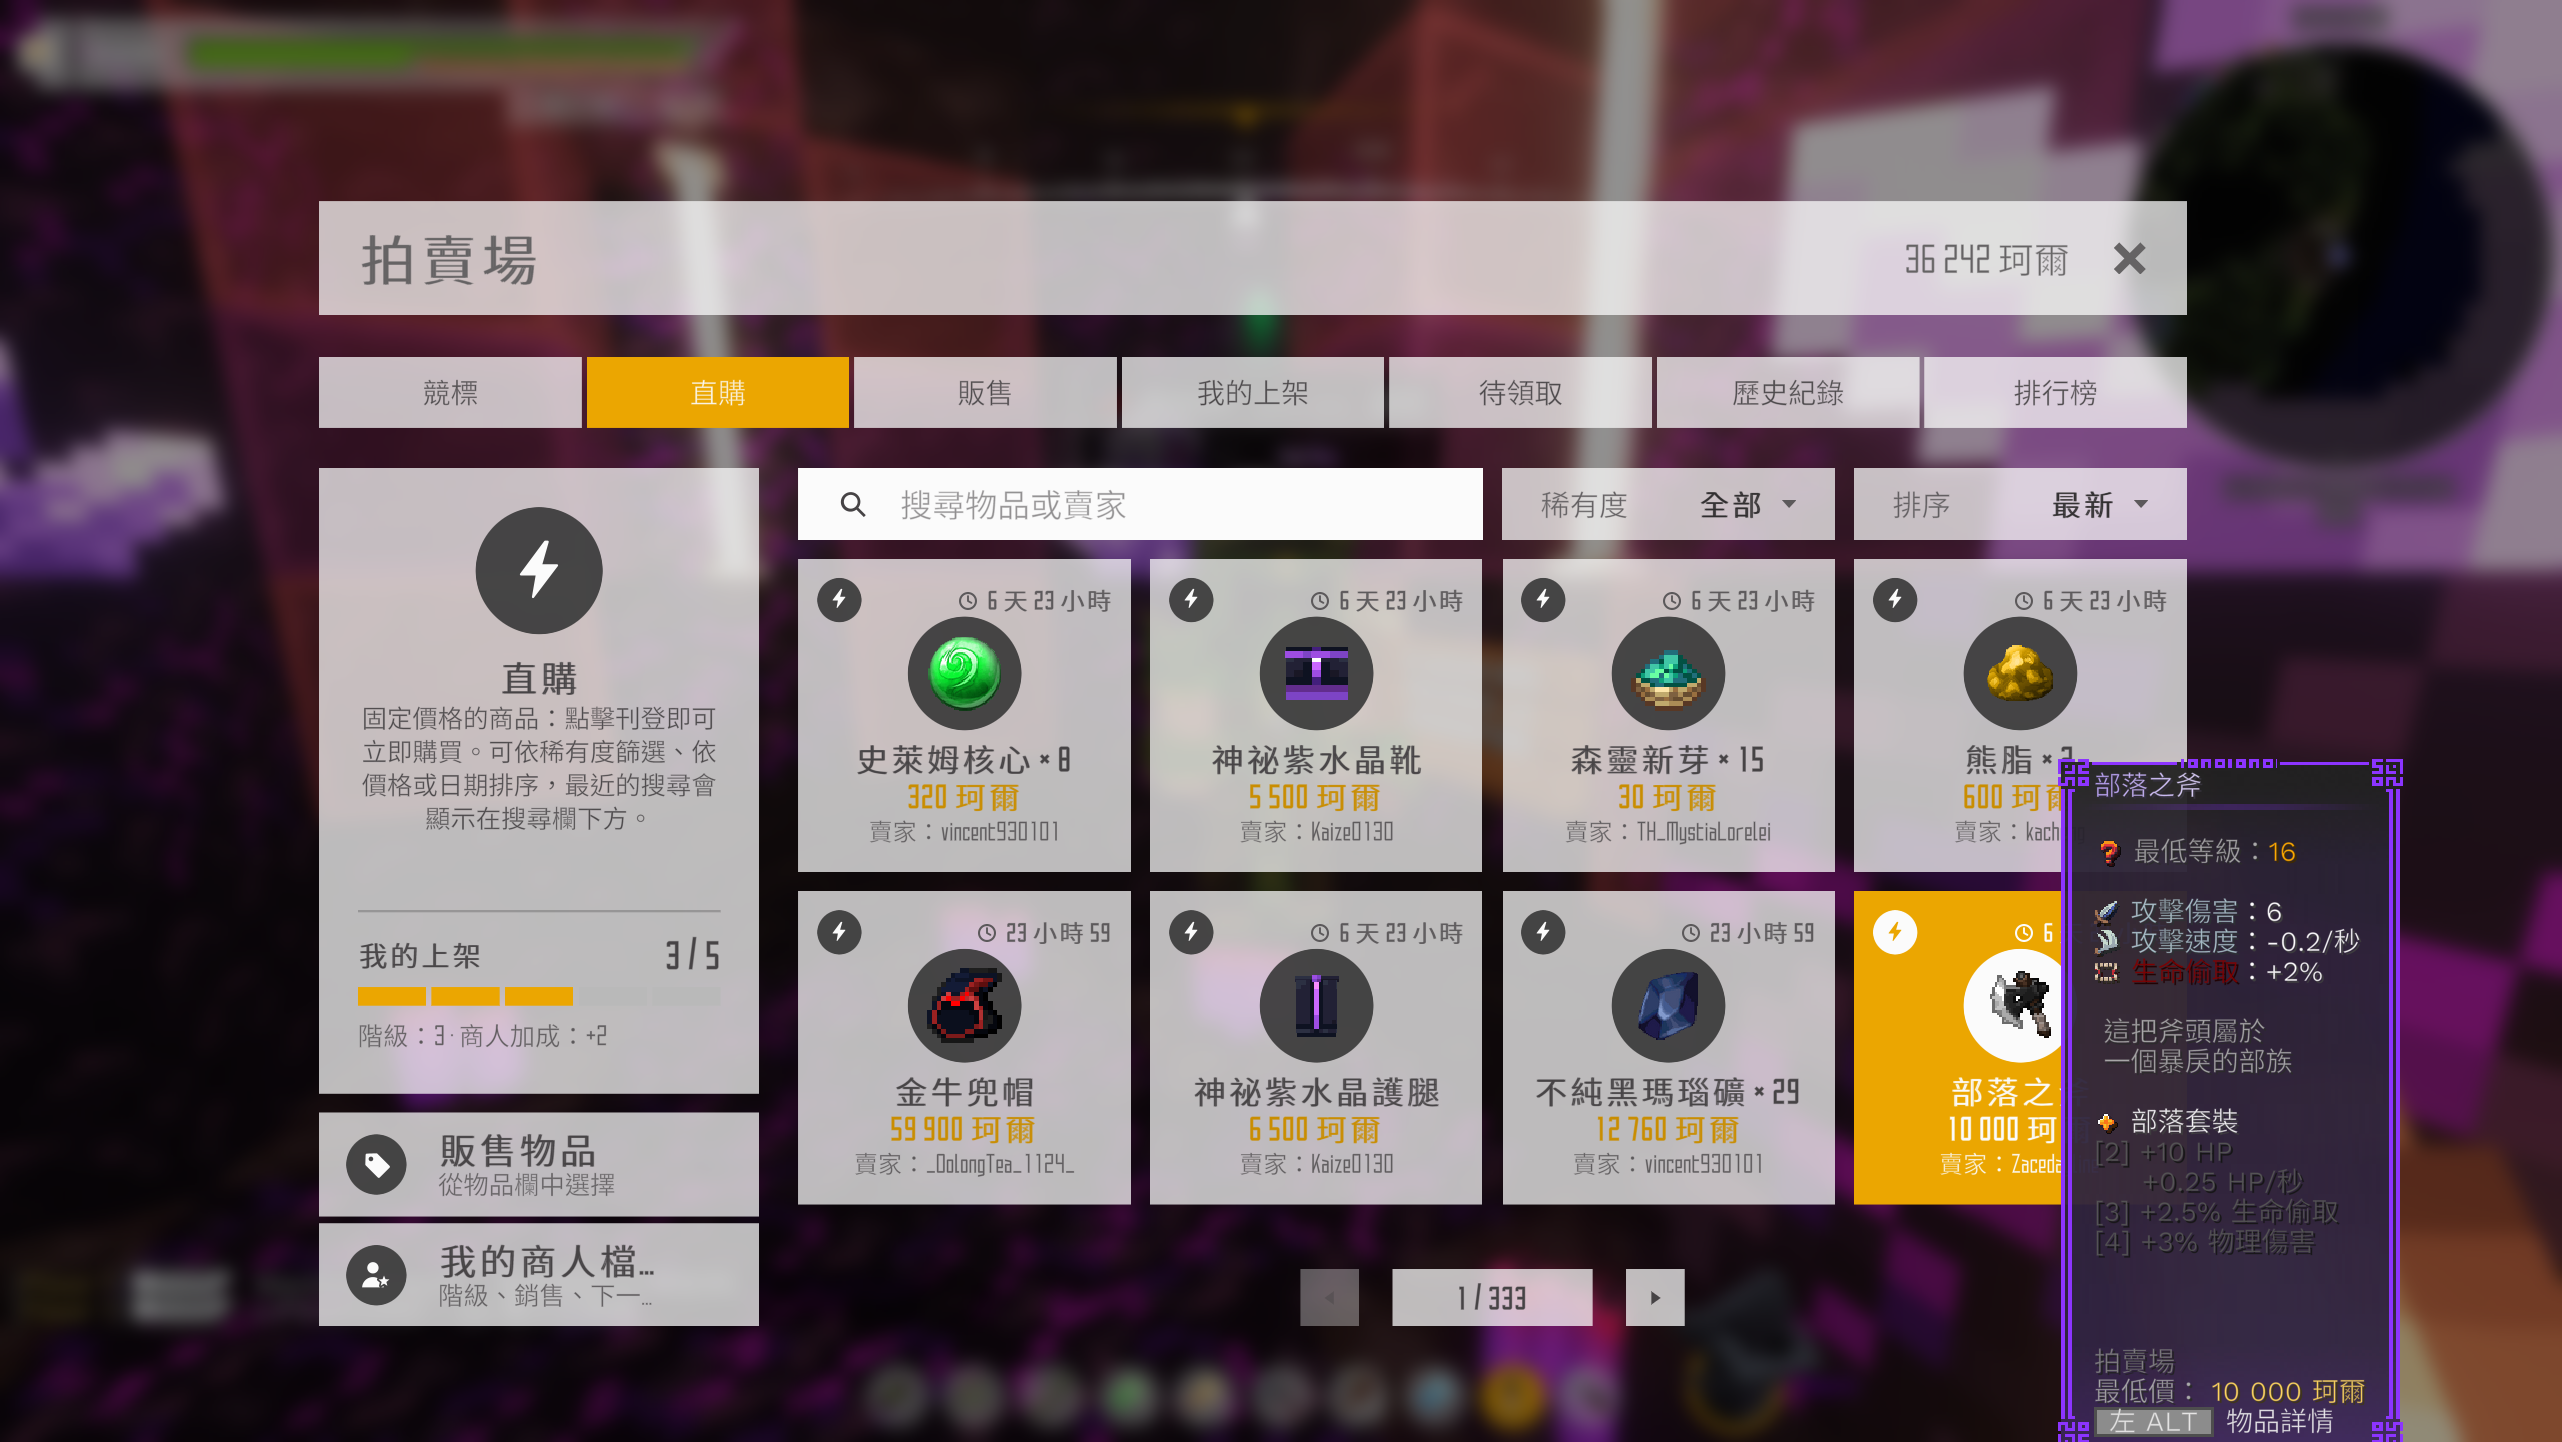 拍賣場
36 242 珂爾
競標
直購
販售
我的上架
待領取
歷史紀錄
排行榜
直購
固定價格的商品：點擊刊登即可
立即購買。可依稀有度篩選、依
價格或日期排序，最近的搜尋會
顯示在搜尋欄下方。
我的上架 3 / 5
階級：3 · 商人加成：+2
販售物品
從物品欄中選擇
我的商人檔...
階級、銷售、下一...
搜尋物品或賣家
稀有度 全部
排序 最新
6 天 23 小時
史萊姆核心 × 8
320 珂爾
賣家：vincent930101
6 天 23 小時
神祕紫水晶靴
5 500 珂爾
賣家：Kaize0130
6 天 23 小時
森靈新芽 × 15
30 珂爾
賣家：TH_MystiaLorelei
6 天 23 小時
熊脂 ×
600 珂
賣家：kach
23 小時 59
金牛兜帽
59 900 珂爾
賣家：_OolongTea_1124_
6 天 23 小時
神祕紫水晶護腿
6 500 珂爾
賣家：Kaize0130
23 小時 59
不純黑瑪瑙礦 × 29
12 760 珂爾
賣家：vincent930101
6
部落之
10 000 珂
賣家：Zaceda
1 / 333
部落之斧
最低等級：16
攻擊傷害：6
攻擊速度：-0.2/秒
生命偷取：+2%
這把斧頭屬於
一個暴戾的部族
部落套裝
[2] +10 HP
+0.25 HP/秒
[3] +2.5% 生命偷取
[4] +3% 物理傷害
拍賣場
最低價： 10 000 珂爾
左 ALT 物品詳情